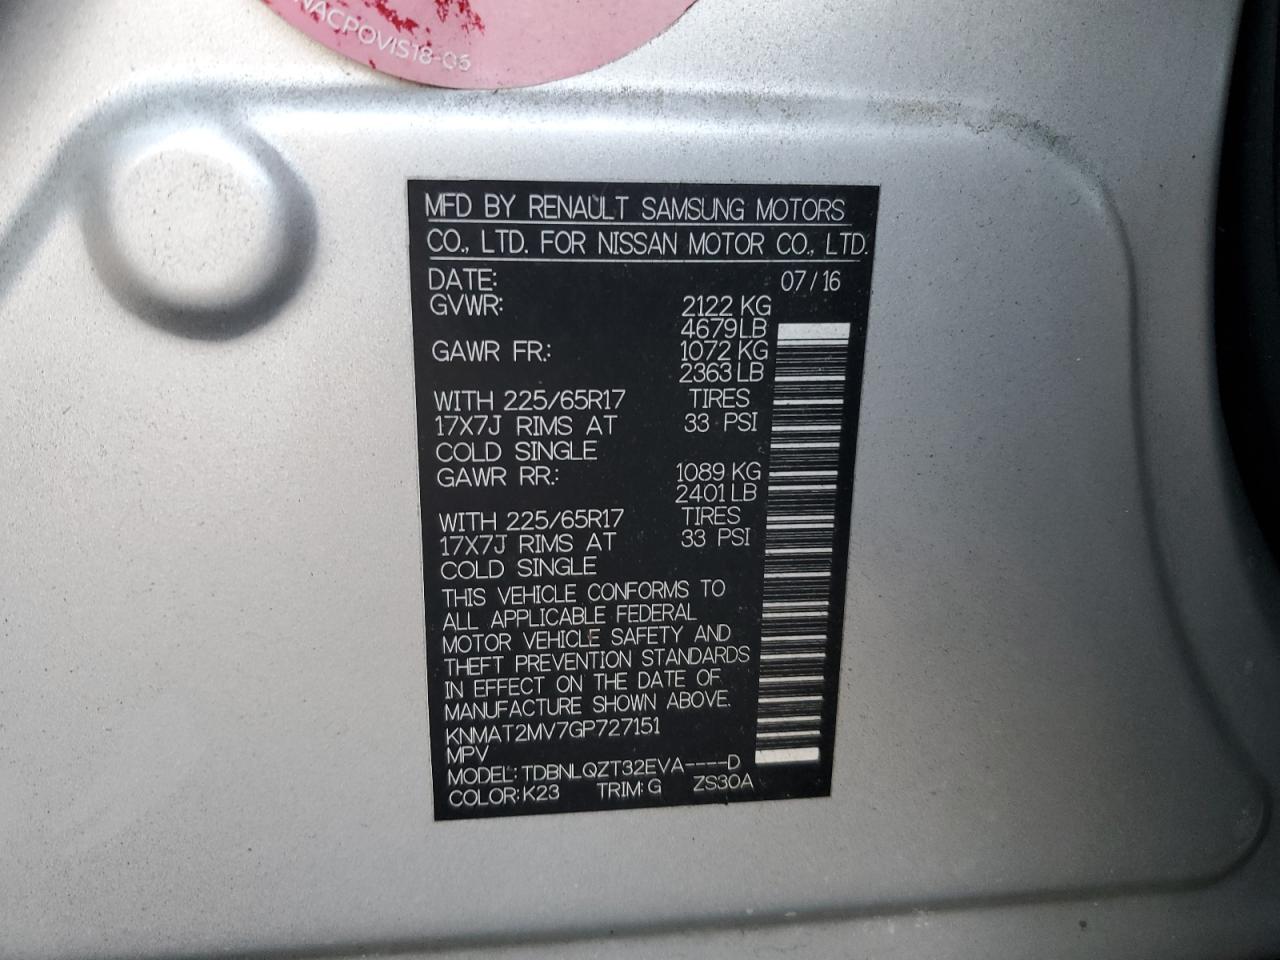 NACPOVIS18-05
MFD BY RENAULT SAMSUNG MOTORS
CO., LTD. FOR NISSAN MOTOR CO., LTD.
DATE: 07/16
GVWR: 2122 KG
4679 LB
GAWR FR.: 1072 KG
2363 LB
WITH 225/65R17 TIRES
17X7J RIMS AT 33 PSI
COLD SINGLE
GAWR RR.: 1089 KG
2401 LB
WITH 225/65R17 TIRES
17X7J RIMS AT 33 PSI
COLD SINGLE
THIS VEHICLE CONFORMS TO
ALL APPLICABLE FEDERAL
MOTOR VEHICLE SAFETY AND
THEFT PREVENTION STANDARDS
IN EFFECT ON THE DATE OF
MANUFACTURE SHOWN ABOVE.
KNMAT2MV7GP727151
MPV
MODEL: TDBNLQZT32EVA----D
COLOR: K23 TRIM: G ZS30A